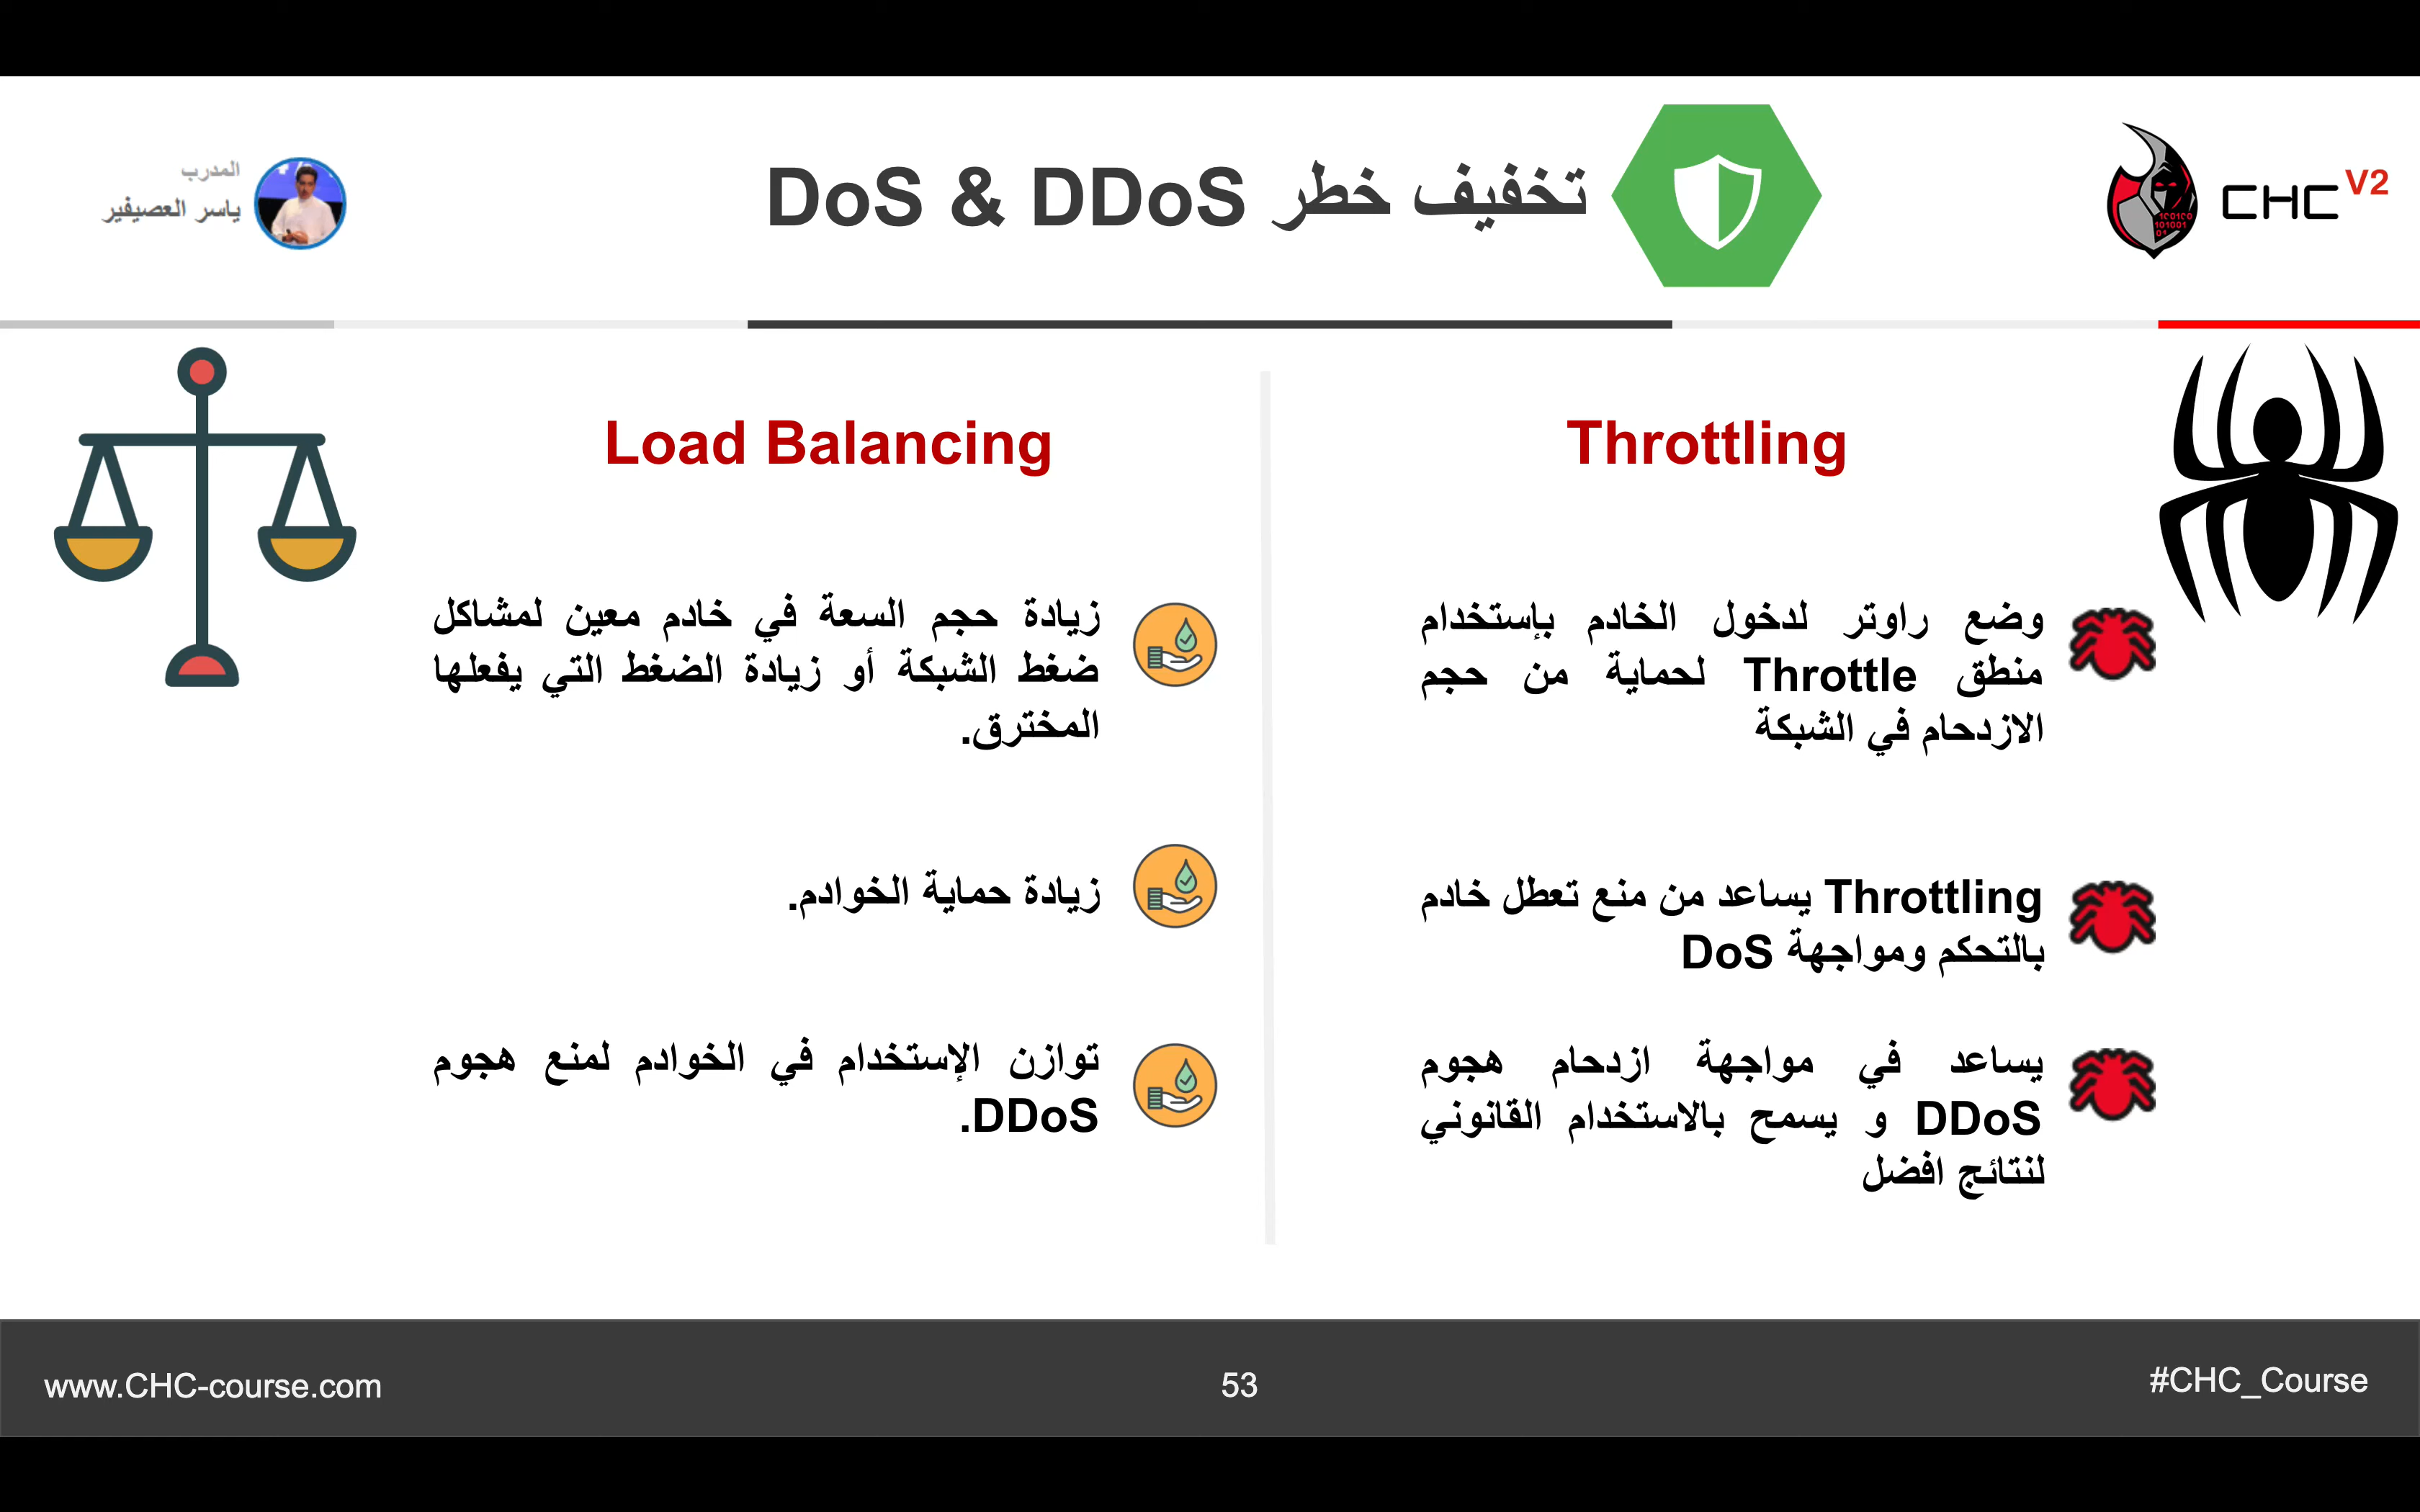 CHC V2
تخفيف خطر DoS & DDoS
المدرب
ياسر العصيفير
Throttling
وضع راوتر لدخول الخادم بإستخدام
منطق Throttle لحماية من حجم
الازدحام في الشبكة
Throttling يساعد من منع تعطل خادم
بالتحكم ومواجهة DoS
يساعد في مواجهة ازدحام هجوم
DDoS و يسمح بالاستخدام القانوني
لنتائج افضل
Load Balancing
زيادة حجم السعة في خادم معين لمشاكل
ضغط الشبكة أو زيادة الضغط التي يفعلها
المخترق.
زيادة حماية الخوادم.
توازن الإستخدام في الخوادم لمنع هجوم
DDoS.
www.CHC-course.com
53
#CHC_Course